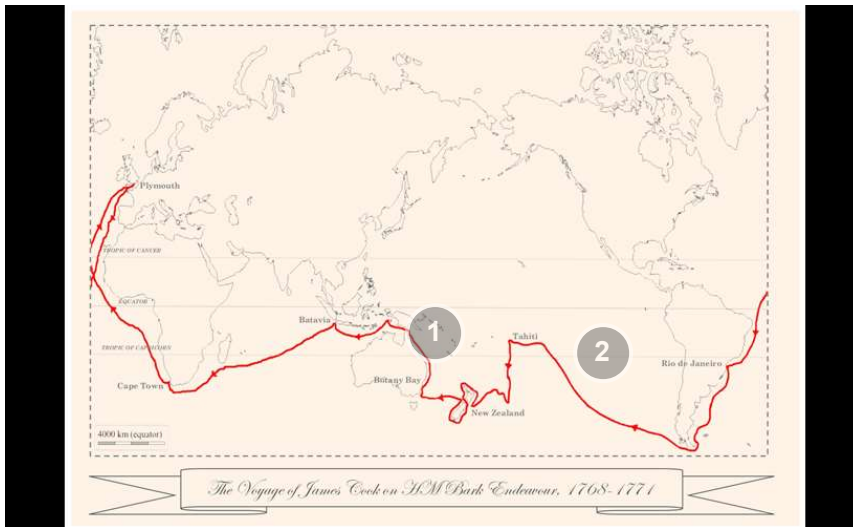 Plymouth
TROPIC OF CANCER
EQUATOR
1
Batavia
Tahiti
TROPIC OF CAPRICORN
2
Rio de Janeiro
Cape Town
Botany Bay
New Zealand
4000 km (equator)
The Voyage of James Cook on HM Bark Endeavour, 1768-1771